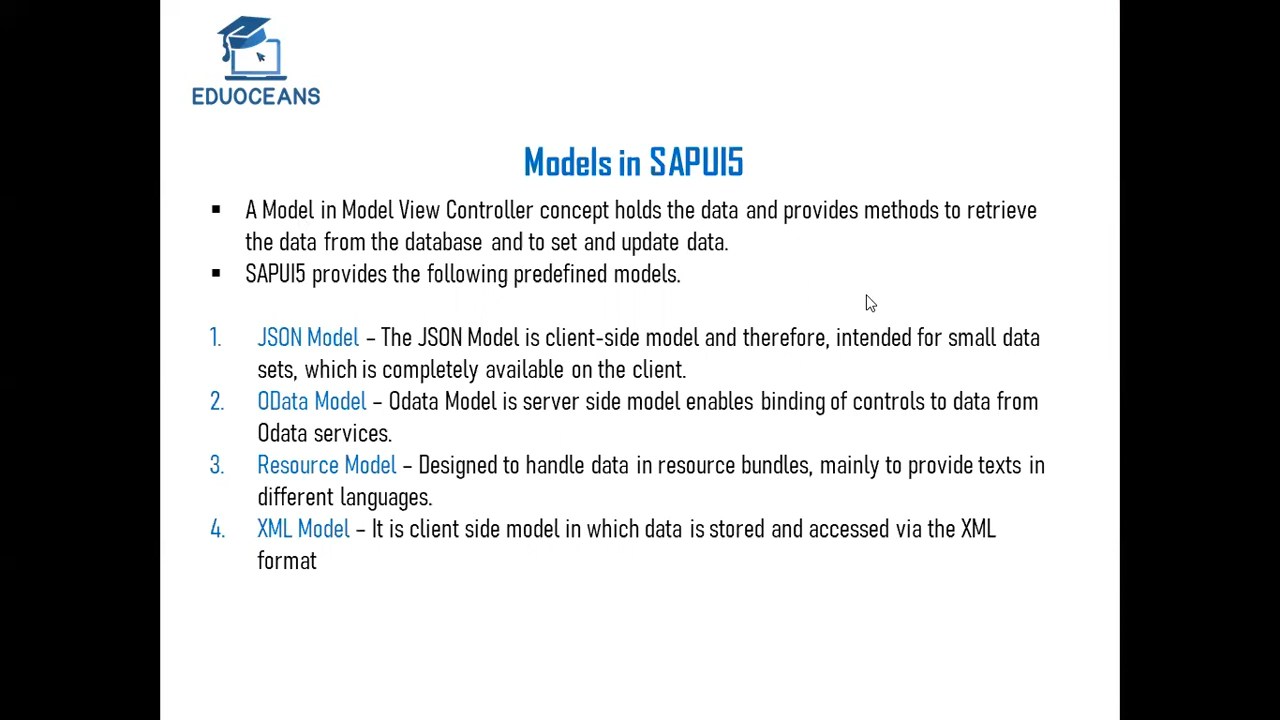 EDUOCEANS
Models in SAPUI5
▪ A Model in Model View Controller concept holds the data and provides methods to retrieve
the data from the database and to set and update data.
▪ SAPUI5 provides the following predefined models.
1. JSON Model – The JSON Model is client-side model and therefore, intended for small data
sets, which is completely available on the client.
2. OData Model – Odata Model is server side model enables binding of controls to data from
Odata services.
3. Resource Model – Designed to handle data in resource bundles, mainly to provide texts in
different languages.
4. XML Model – It is client side model in which data is stored and accessed via the XML
format